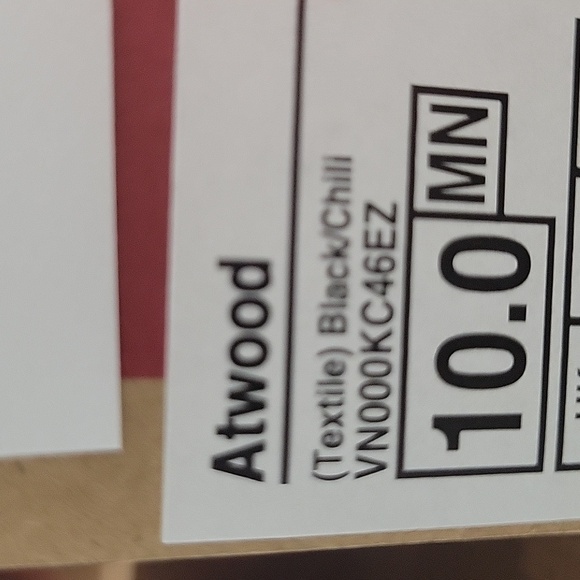 Atwood
(Textile) Black/Chili
VN000KC46EZ
10.0 MN